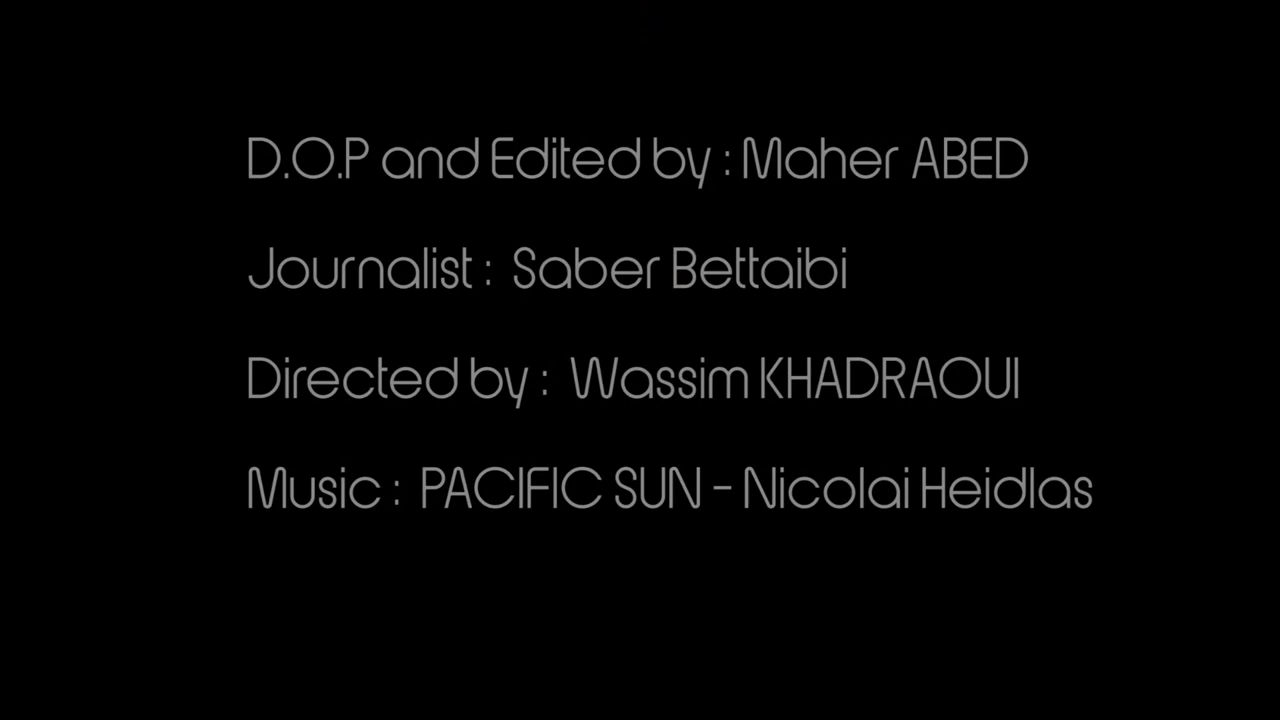 D.O.P and Edited by : Maher ABED
Journalist : Saber Bettaibi
Directed by : Wassim KHADRAOUI
Music : PACIFIC SUN - Nicolai Heidlas